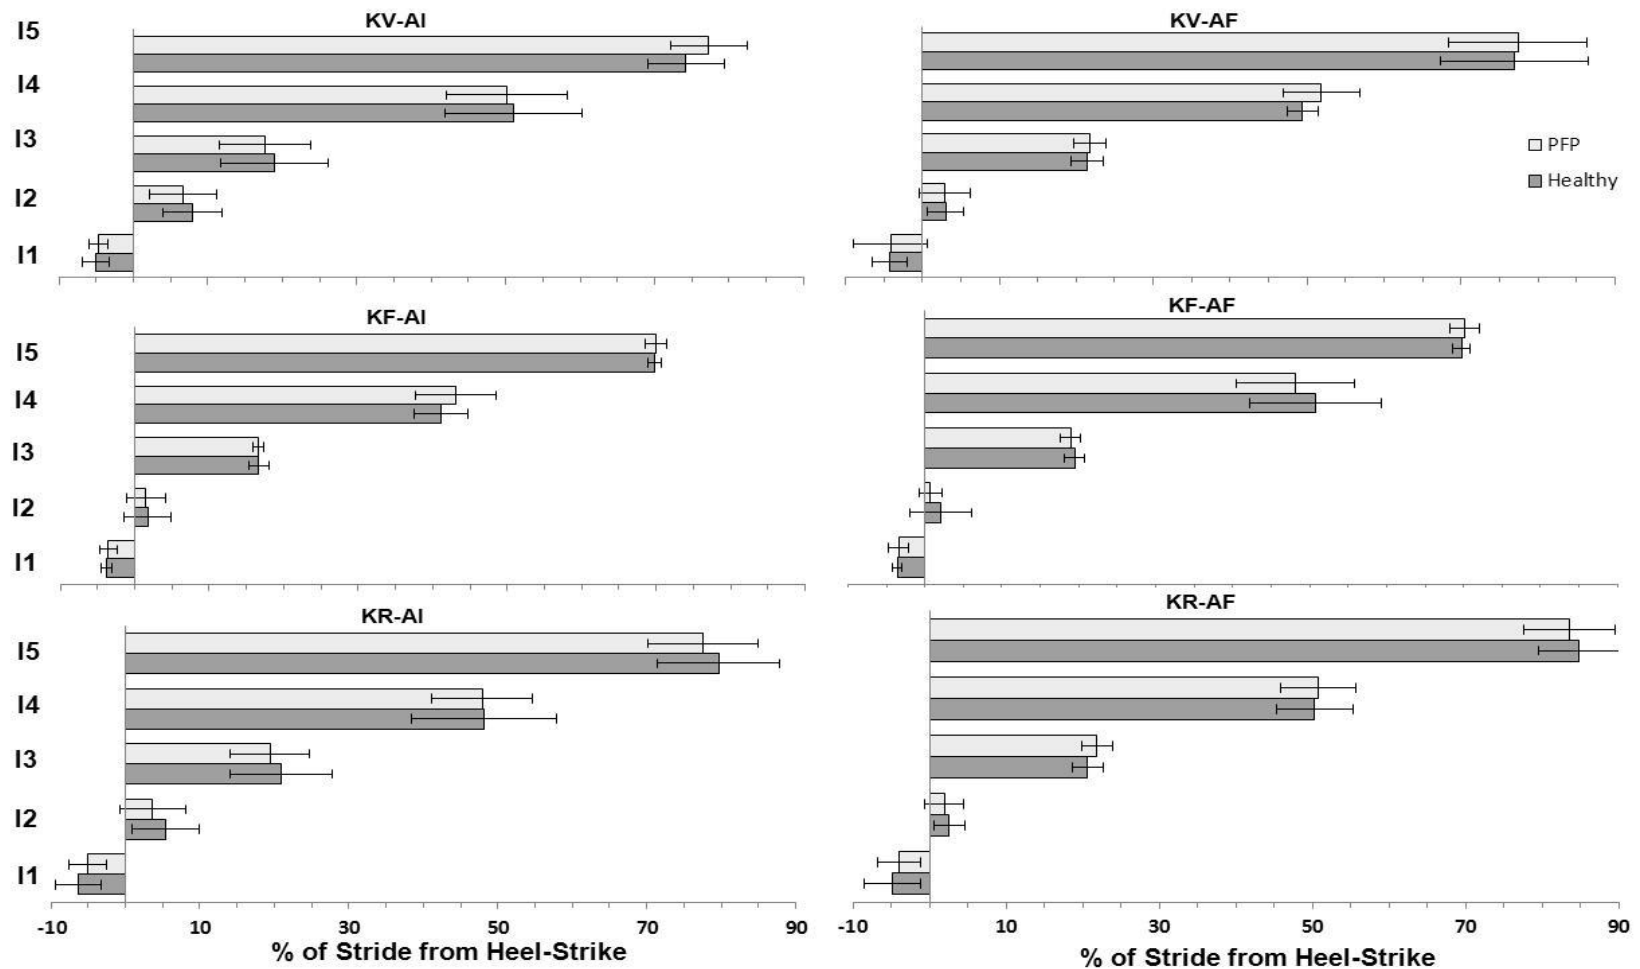 KV-AI
KV-AF
I5
I4
I3
I2
I1
PFP
Healthy
KF-AI
KF-AF
I5
I4
I3
I2
I1
KR-AI
KR-AF
I5
I4
I3
I2
I1
-10 10 30 50 70 90
-10 10 30 50 70 90
% of Stride from Heel-Strike
% of Stride from Heel-Strike